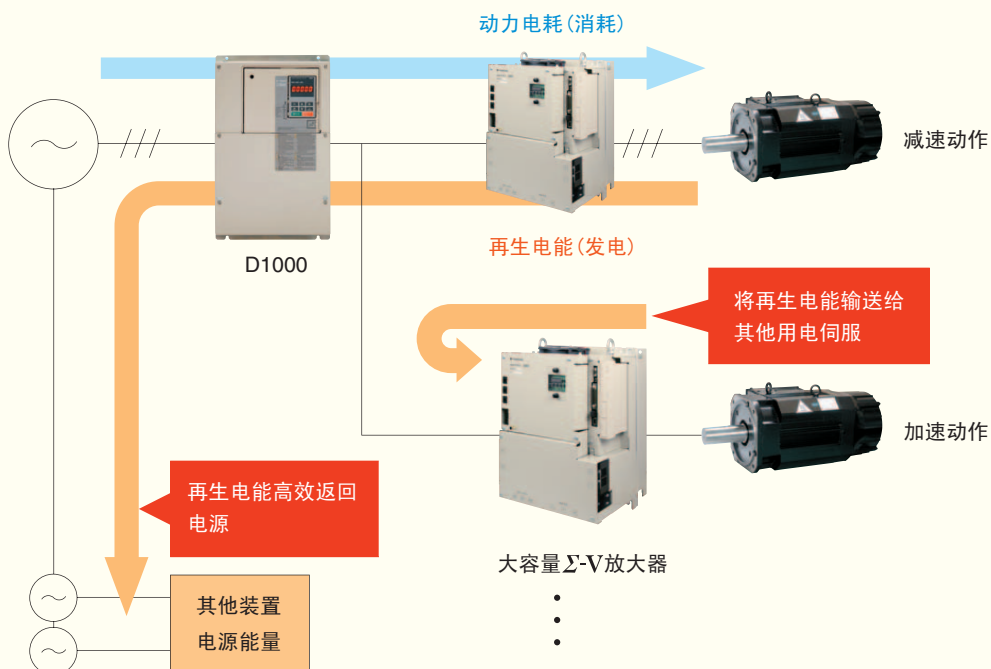 动力电耗(消耗)
减速动作
D1000
再生电能(发电)
将再生电能输送给
其他用电伺服
加速动作
再生电能高效返回
电源
大容量Σ-V放大器
其他装置
电源能量